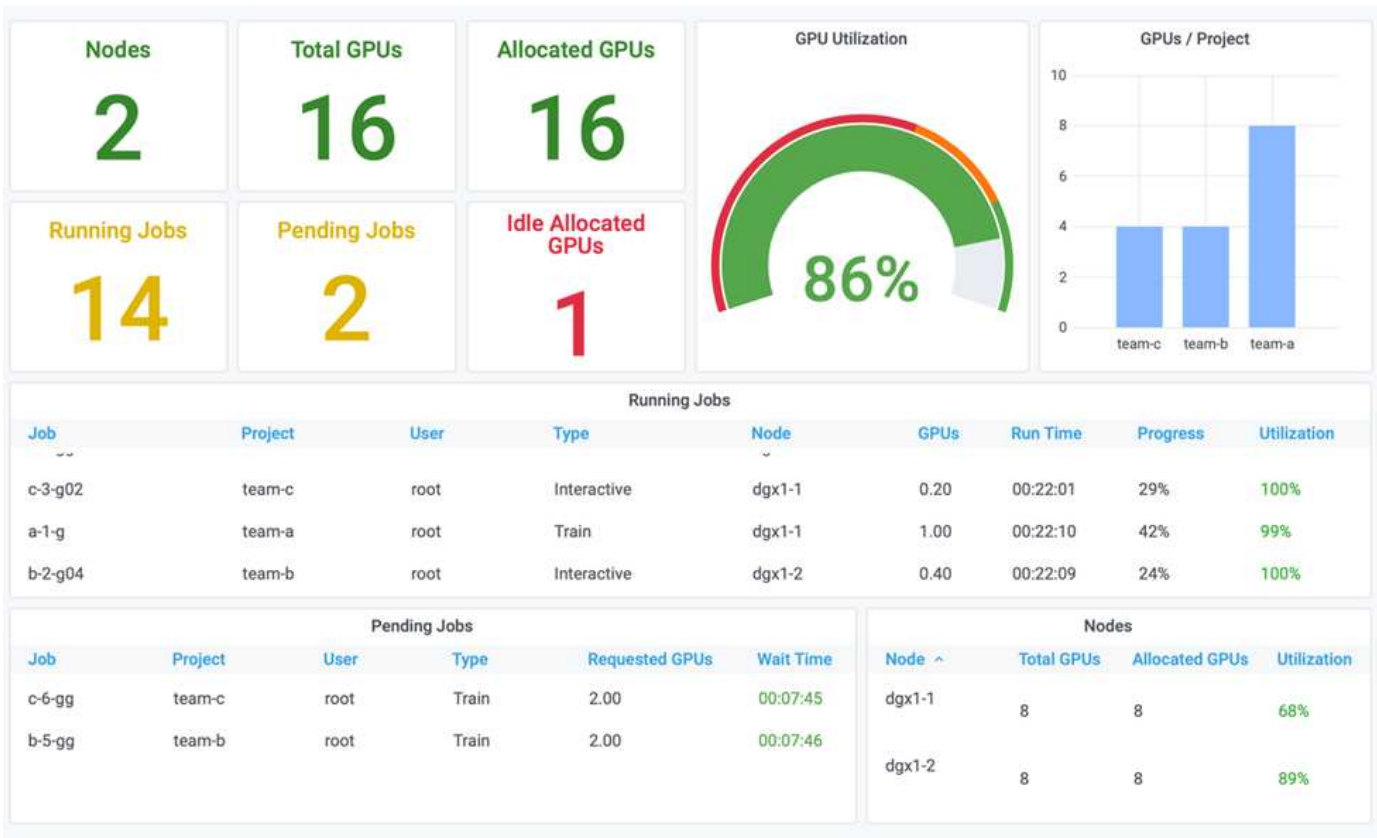 Nodes
2
Total GPUs
16
Allocated GPUs
16
Running Jobs
14
Pending Jobs
2
Idle Allocated
GPUs
1
GPU Utilization
86%
GPUs / Project
10
8
6
4
2
0
team-c team-b team-a
Running Jobs
Job Project User Type Node GPUs Run Time Progress Utilization
c-3-g02 team-c root Interactive dgx1-1 0.20 00:22:01 29% 100%
a-1-g team-a root Train dgx1-1 1.00 00:22:10 42% 99%
b-2-g04 team-b root Interactive dgx1-2 0.40 00:22:09 24% 100%
Pending Jobs
Job Project User Type Requested GPUs Wait Time
c-6-gg team-c root Train 2.00 00:07:45
b-5-gg team-b root Train 2.00 00:07:46
Nodes
Node Total GPUs Allocated GPUs Utilization
dgx1-1 8 8 68%
dgx1-2 8 8 89%